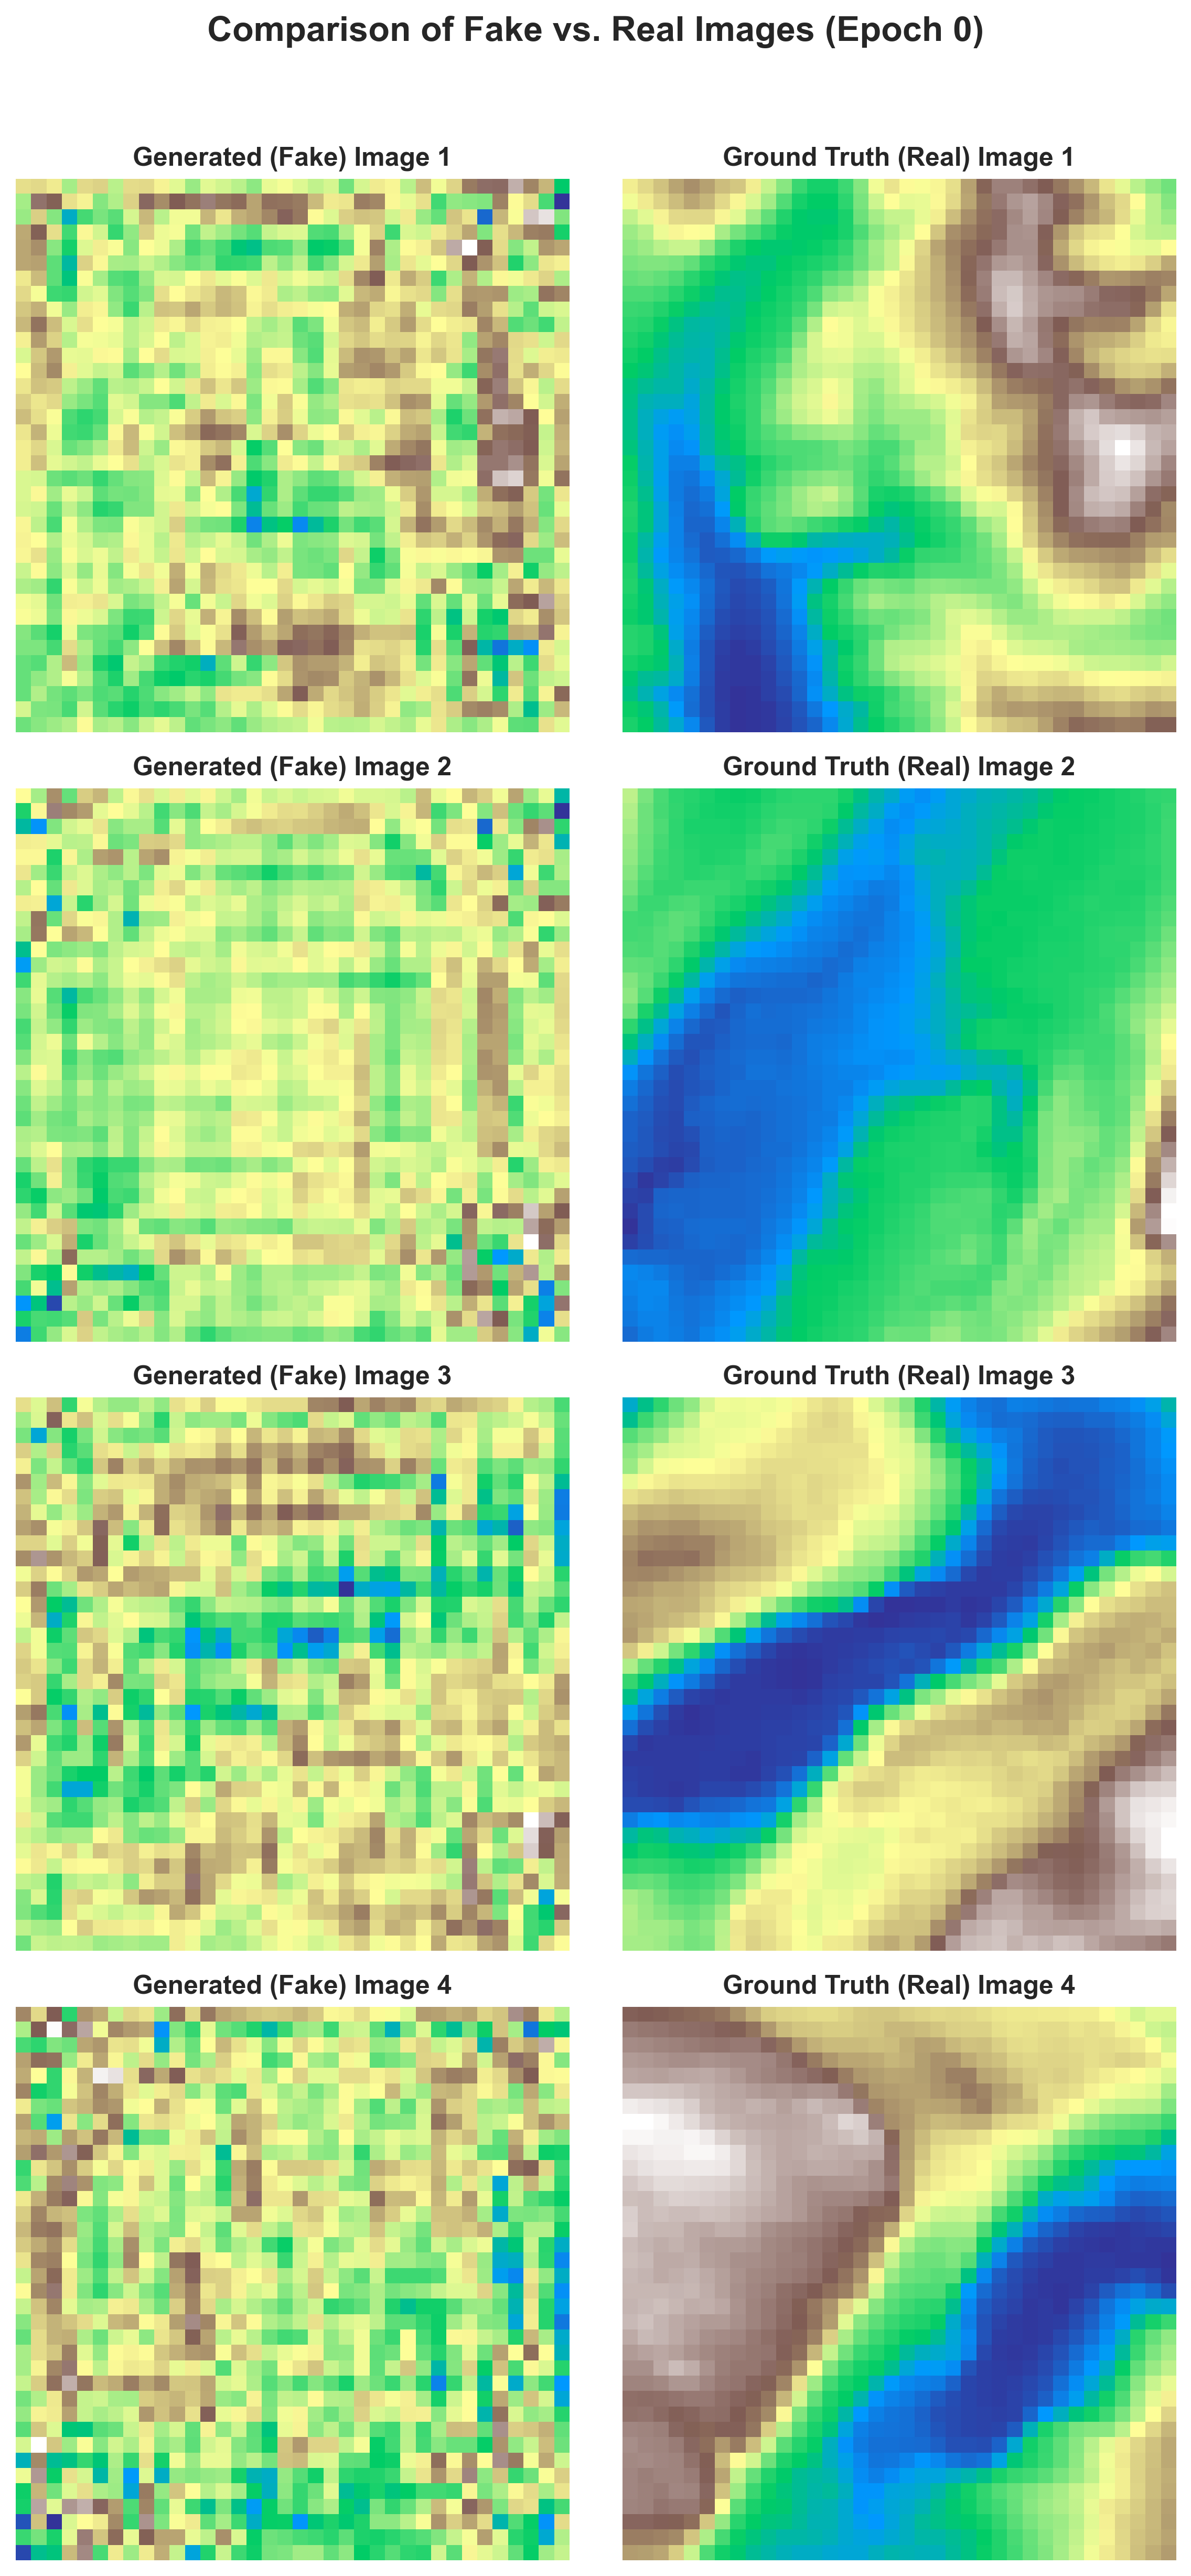 Comparison of Fake vs. Real Images (Epoch 0)
Generated (Fake) Image 1
Ground Truth (Real) Image 1
Generated (Fake) Image 2
Ground Truth (Real) Image 2
Generated (Fake) Image 3
Ground Truth (Real) Image 3
Generated (Fake) Image 4
Ground Truth (Real) Image 4